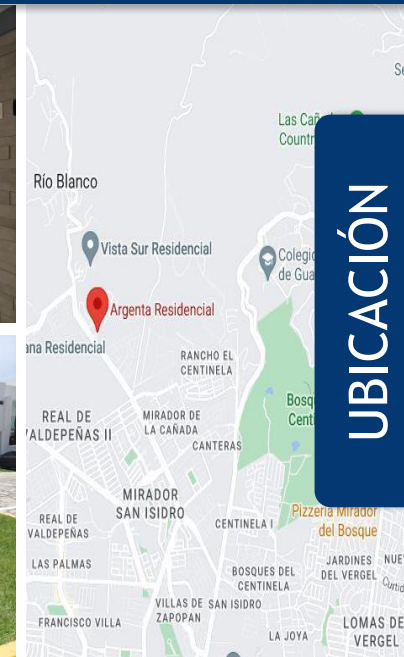 Las Cañ
Countr
Río Blanco
Vista Sur Residencial
Colegi
de Gua
Argenta Residencial
ana Residencial
RANCHO EL
CENTINELA
Bosq
Centi
REAL DE
VALDEPEÑAS II
MIRADOR DE
LA CAÑADA
CANTERAS
MIRADOR
SAN ISIDRO
CENTINELA I
Pizzería Mirador
del Bosque
REAL DE
VALDEPEÑAS
LAS PALMAS
BOSQUES DEL
CENTINELA
JARDINES
DEL VERGEL
NUE
Curtid
VILLAS DE
ZAPOPAN
SAN ISIDRO
FRANCISCO VILLA
LA JOYA
LOMAS DE
VERGEL
UBICACIÓN